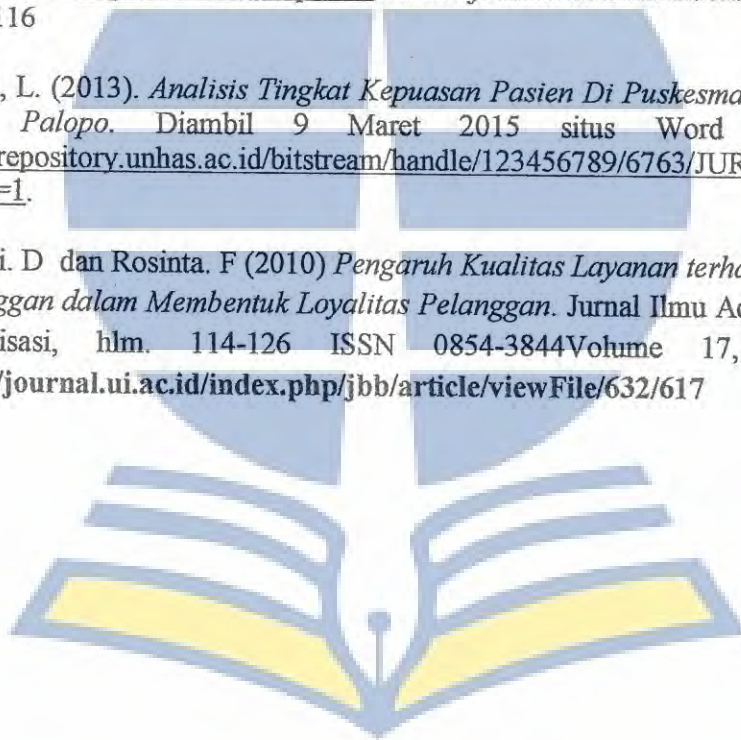 116
, L. (2013). Analisis Tingkat Kepuasan Pasien Di Puskesma
Palopo. Diambil 9 Maret 2015 situs Word
repository.unhas.ac.id/bitstream/handle/123456789/6763/JUR
=1.
i. D dan Rosinta. F (2010) Pengaruh Kualitas Layanan terha
ggan dalam Membentuk Loyalitas Pelanggan. Jurnal Ilmu Ad
isasi, hlm. 114-126 ISSN 0854-3844Volume 17,
/journal.ui.ac.id/index.php/jbb/article/viewFile/632/617